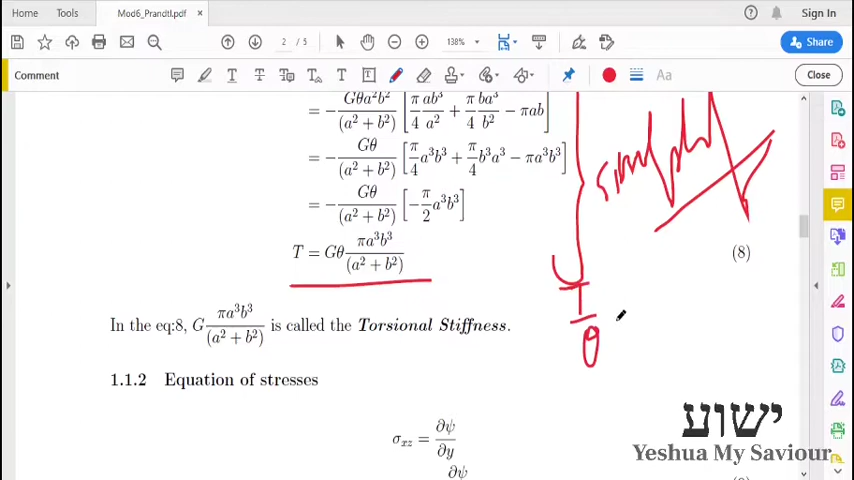 Home Tools Mod6_Prandtl.pdf × Sign In
2 / 5 138% Share
Comment Aa Close
= - Gθa²b² / (a² + b²) [ π/4 ab³/a² + π/4 ba³/b² − πab ]
= - Gθ / (a² + b²) [ π/4 a³b³ + π/4 b³a³ − πa³b³ ]
= - Gθ / (a² + b²) [ − π/2 a³b³ ]
T = Gθ πa³b³ / (a² + b²) (8)
T / θ
In the eq:8, G πa³b³ / (a² + b²) is called the Torsional Stiffness.
1.1.2 Equation of stresses
σxz = ∂ψ / ∂y
∂ψ
ישוע
Yeshua My Saviour